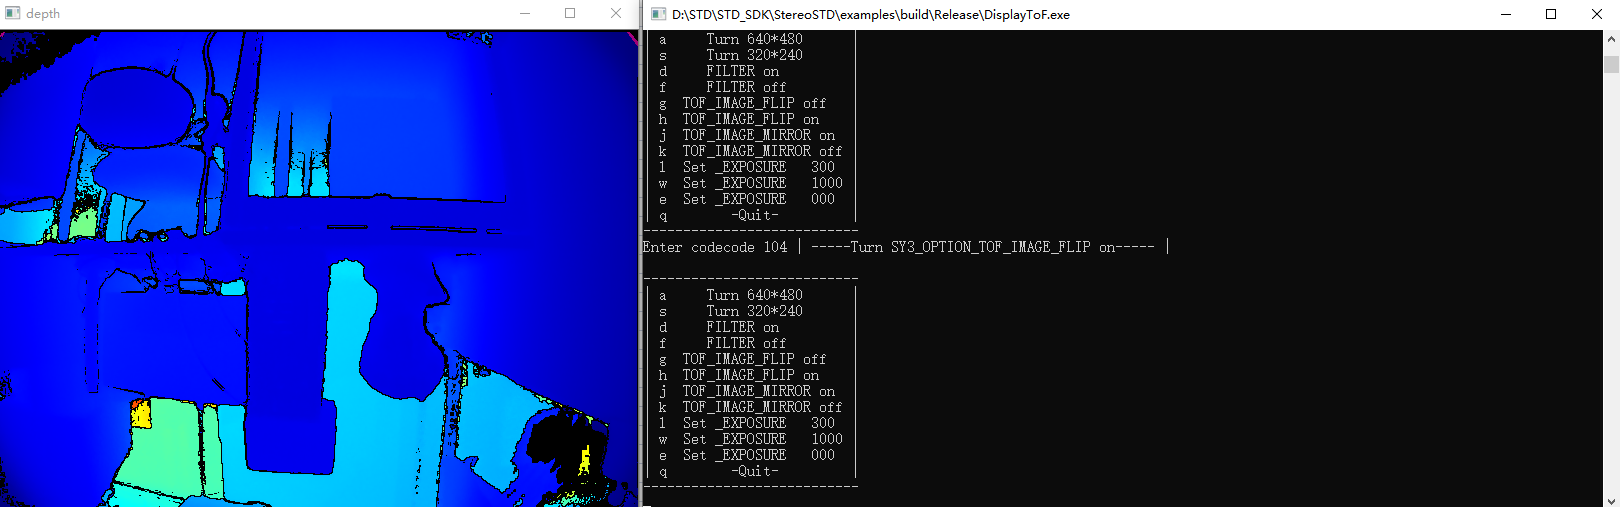 depth
D:\STD\STD_SDK\StereoSTD\examples\build\Release\DisplayToF.exe
| a Turn 640*480 |
| s Turn 320*240 |
| d FILTER on |
| f FILTER off |
| g TOF_IMAGE_FLIP off |
| h TOF_IMAGE_FLIP on |
| j TOF_IMAGE_MIRROR on |
| k TOF_IMAGE_MIRROR off |
| l Set _EXPOSURE 300 |
| w Set _EXPOSURE 1000 |
| e Set _EXPOSURE 000 |
| q -Quit- |
---------------------------
Enter codecode 104 | -----Turn SY3_OPTION_TOF_IMAGE_FLIP on----- |
---------------------------
| a Turn 640*480 |
| s Turn 320*240 |
| d FILTER on |
| f FILTER off |
| g TOF_IMAGE_FLIP off |
| h TOF_IMAGE_FLIP on |
| j TOF_IMAGE_MIRROR on |
| k TOF_IMAGE_MIRROR off |
| l Set _EXPOSURE 300 |
| w Set _EXPOSURE 1000 |
| e Set _EXPOSURE 000 |
| q -Quit- |
---------------------------